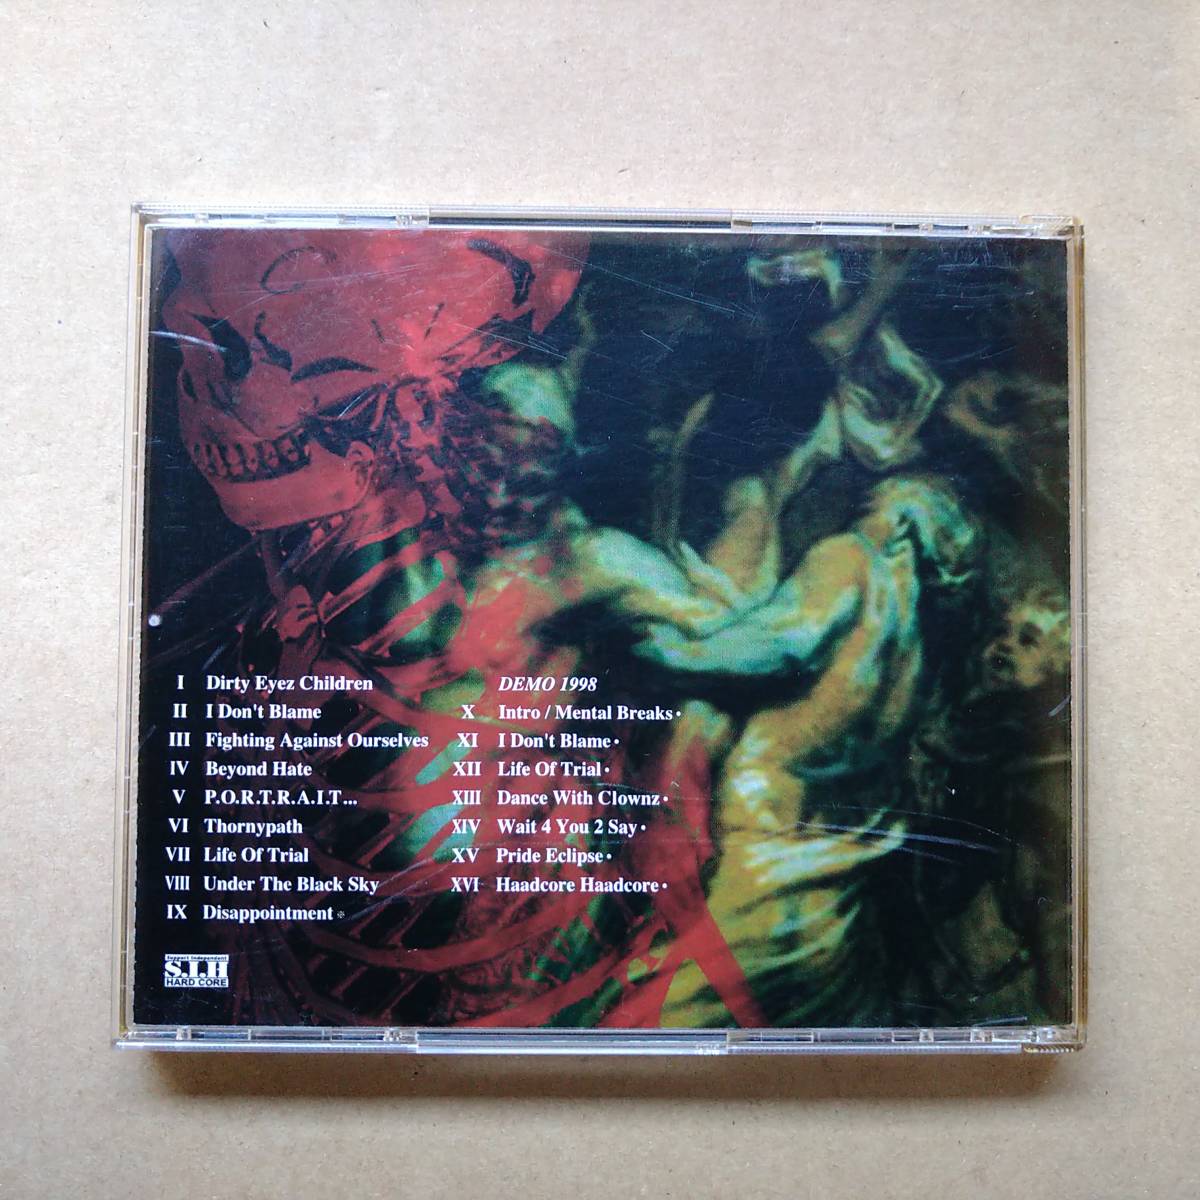 I Dirty Eyez Children
II I Don't Blame
III Fighting Against Ourselves
IV Beyond Hate
V P.O.R.T.R.A.I.T...
VI Thornypath
VII Life Of Trial
VIII Under The Black Sky
IX Disappointment ※
DEMO 1998
X Intro / Mental Breaks •
XI I Don't Blame •
XII Life Of Trial •
XIII Dance With Clownz •
XIV Wait 4 You 2 Say •
XV Pride Eclipse •
XVI Haadcore Haadcore •
Support Independent
S.I.H
HARD CORE